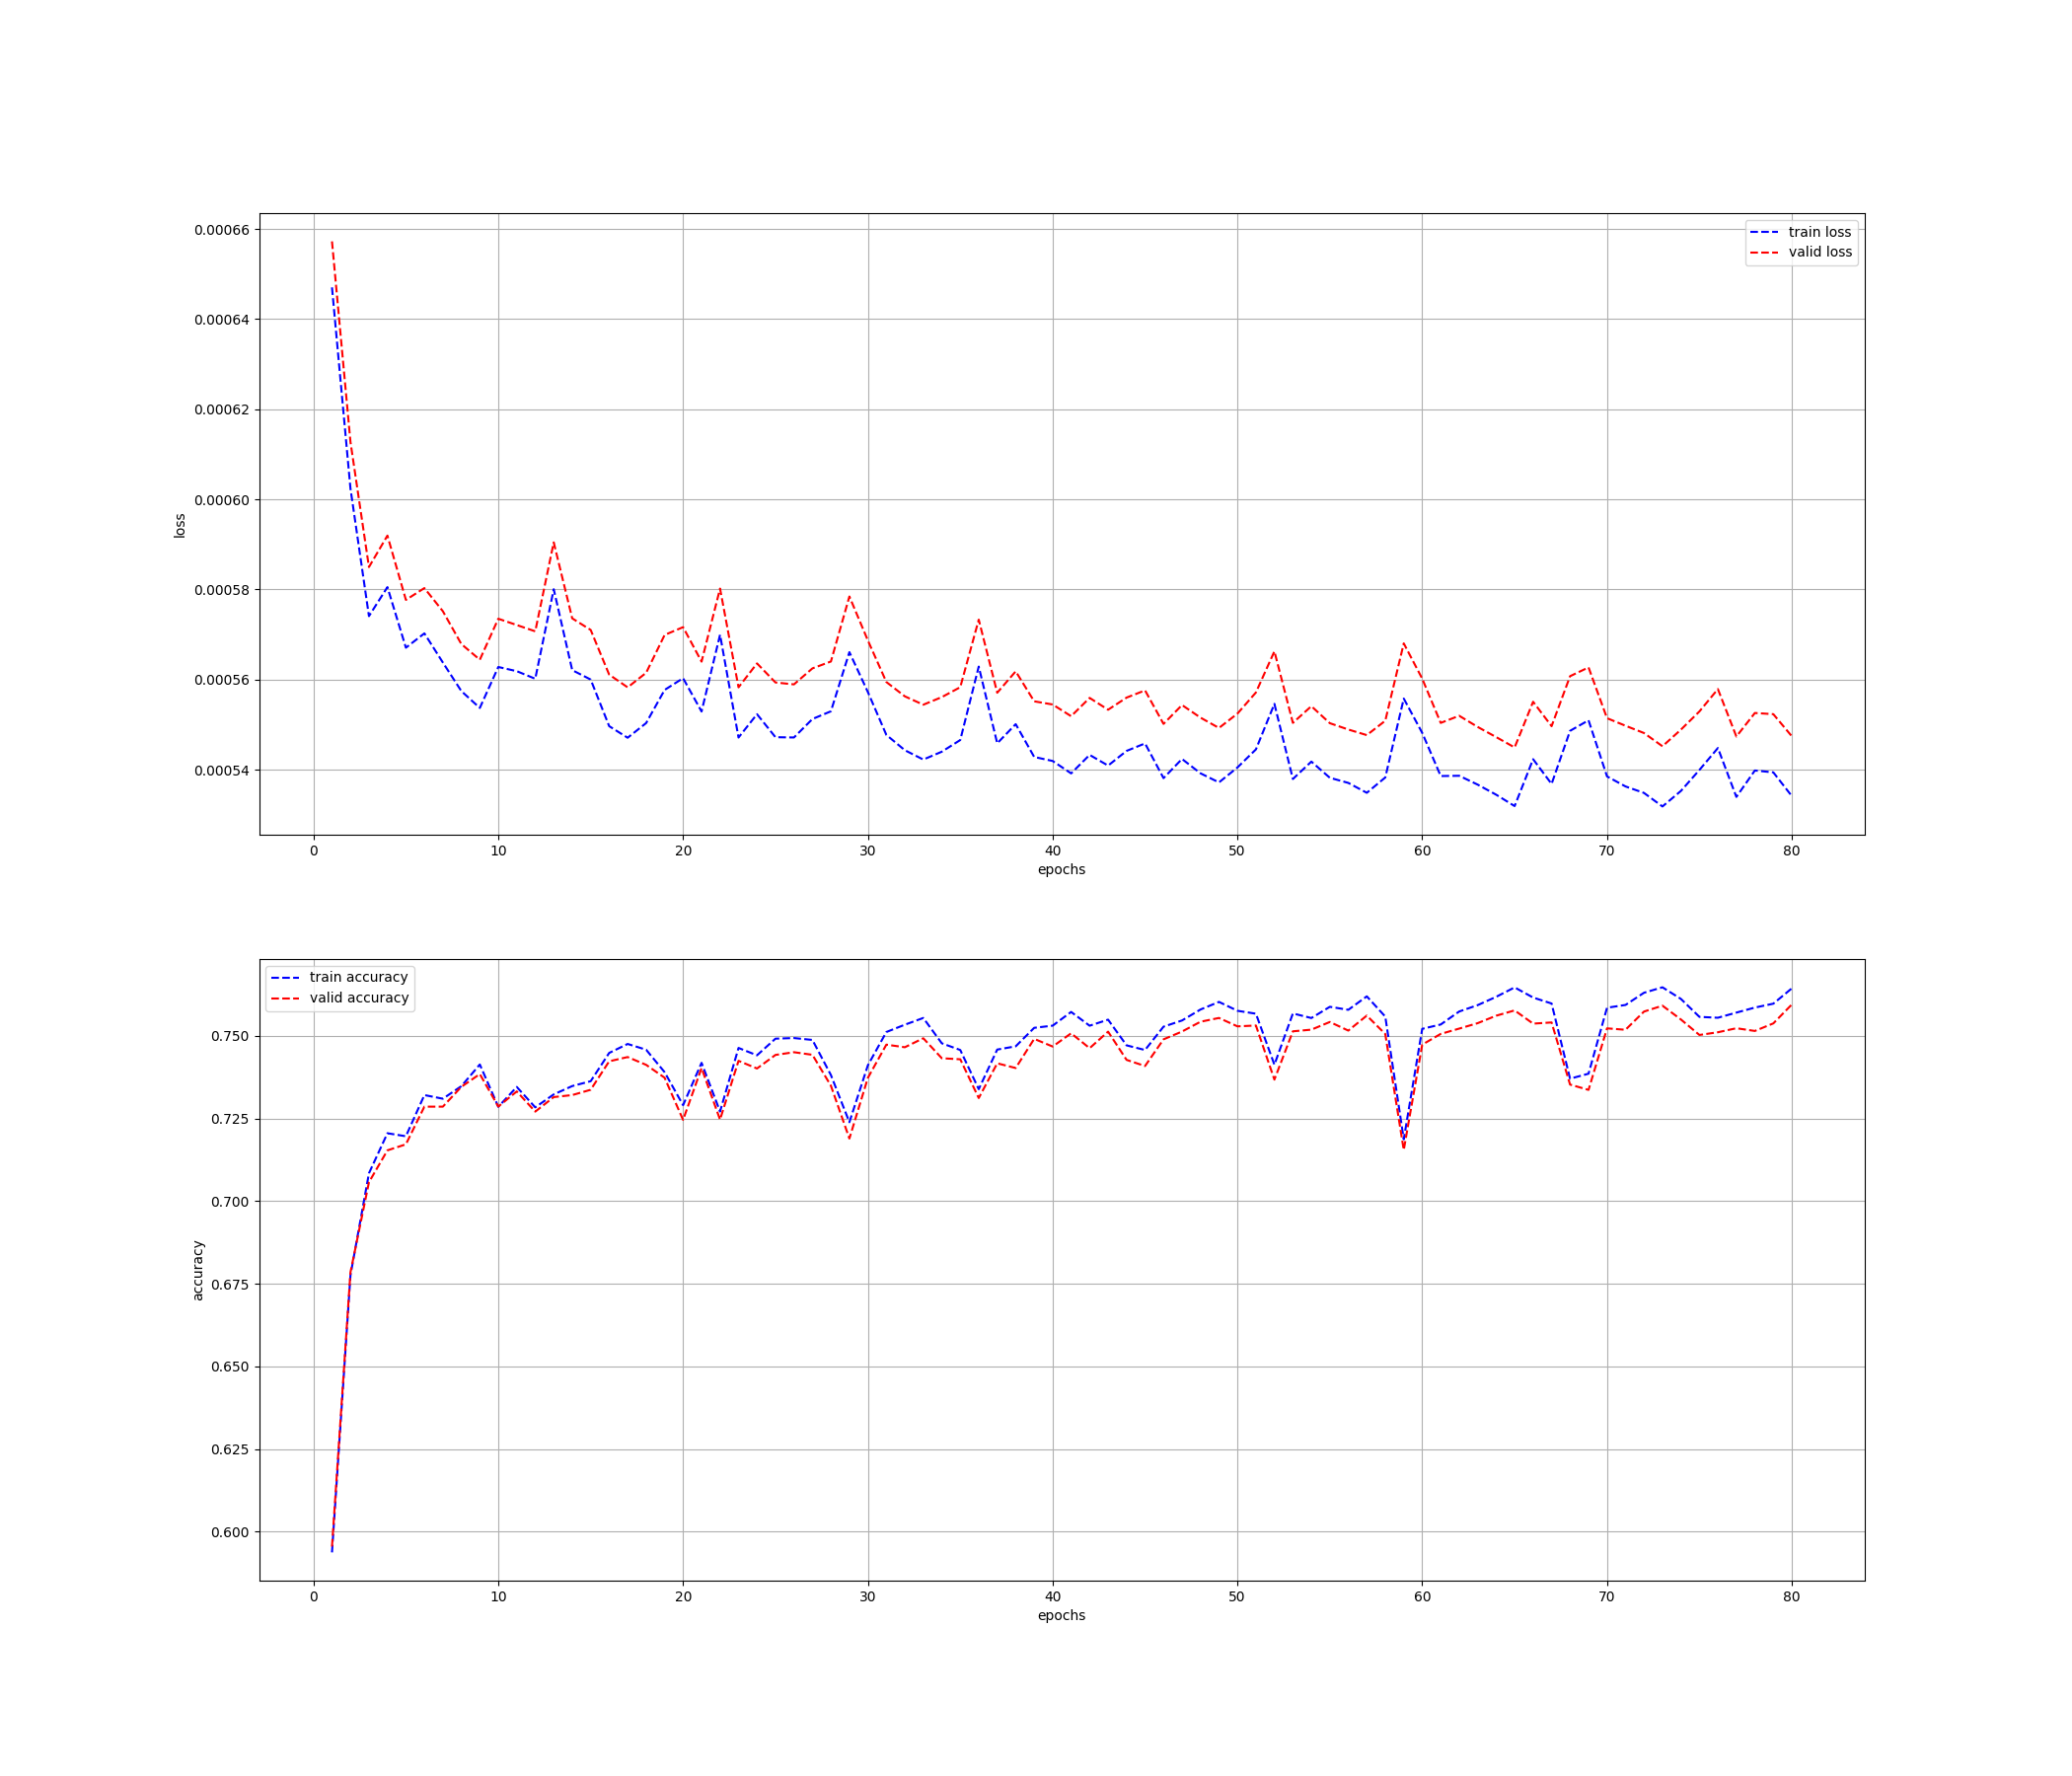 0.00066
0.00064
0.00062
0.00060
0.00058
0.00056
0.00054
loss
train loss
valid loss
0 10 20 30 40 50 60 70 80
epochs
train accuracy
valid accuracy
0.750
0.725
0.700
0.675
0.650
0.625
0.600
accuracy
0 10 20 30 40 50 60 70 80
epochs